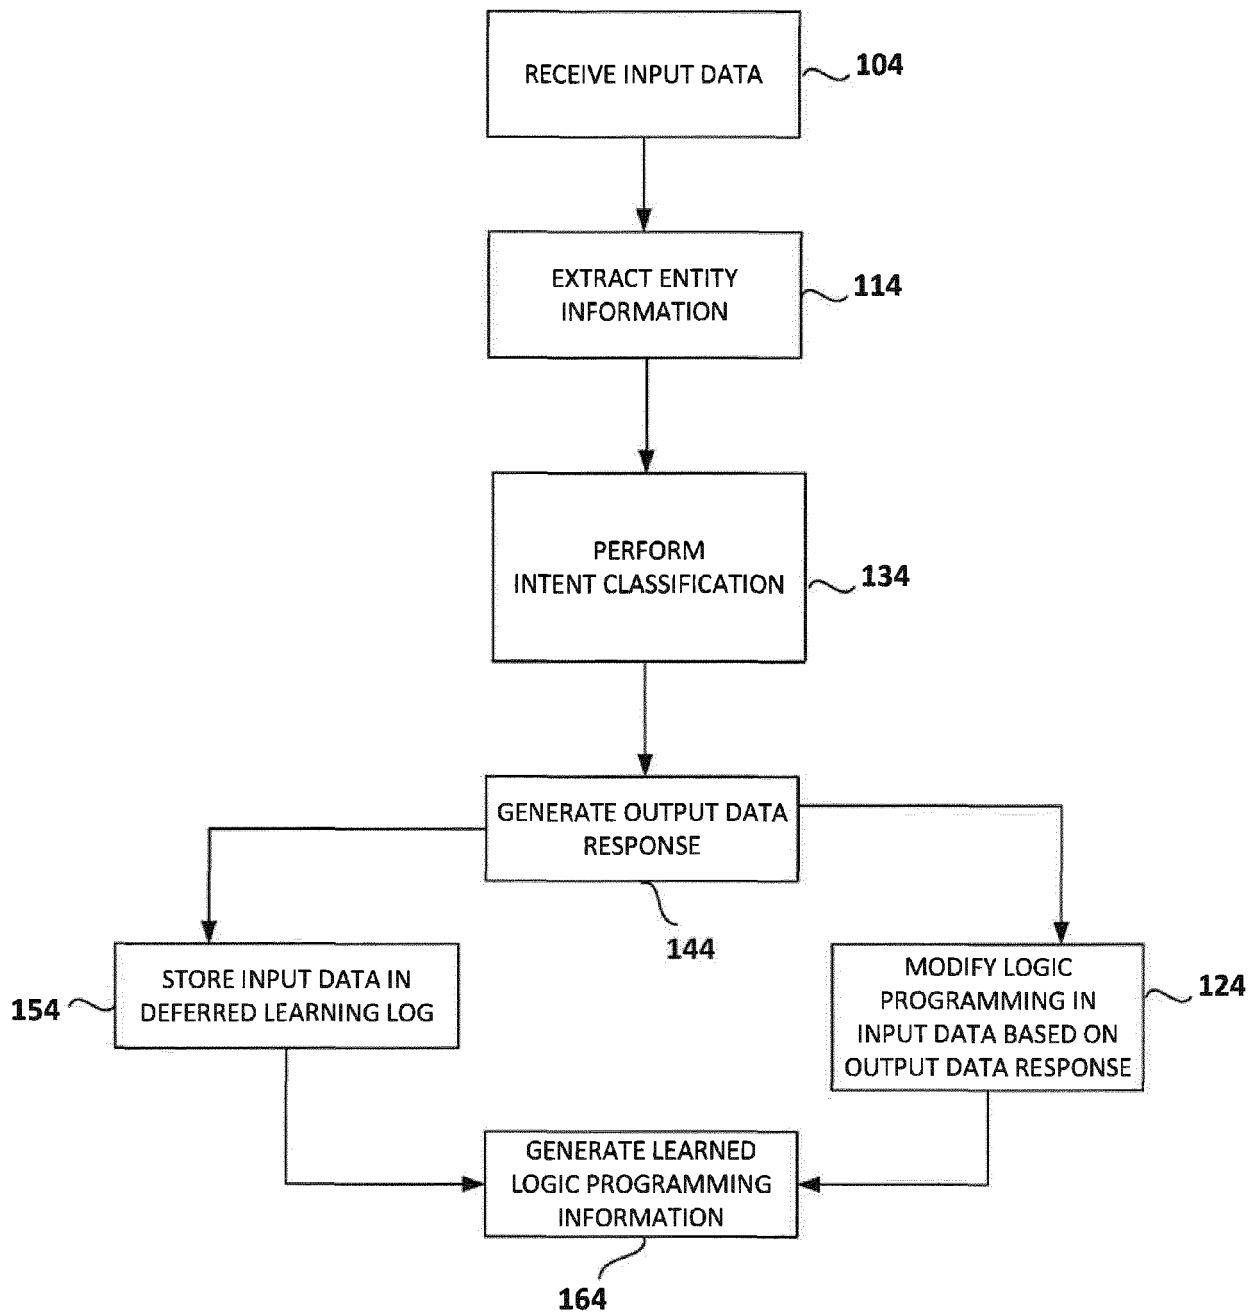 RECEIVE INPUT DATA
104
EXTRACT ENTITY
INFORMATION
114
PERFORM
INTENT CLASSIFICATION
134
GENERATE OUTPUT DATA
RESPONSE
144
STORE INPUT DATA IN
DEFERRED LEARNING LOG
154
MODIFY LOGIC
PROGRAMMING IN
INPUT DATA BASED ON
OUTPUT DATA RESPONSE
124
GENERATE LEARNED
LOGIC PROGRAMMING
INFORMATION
164